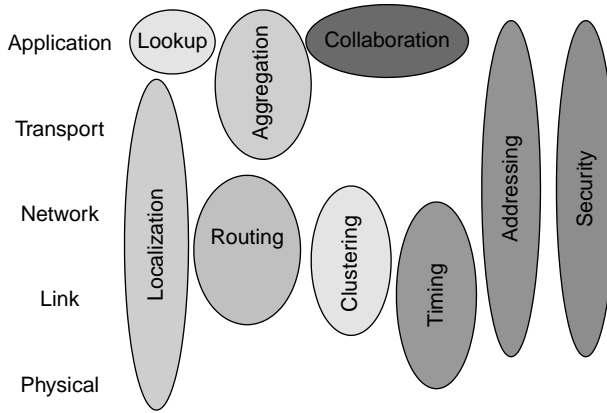 Application
Lookup
Aggregation
Collaboration
Transport
Localization
Addressing
Security
Network
Routing
Clustering
Timing
Link
Physical